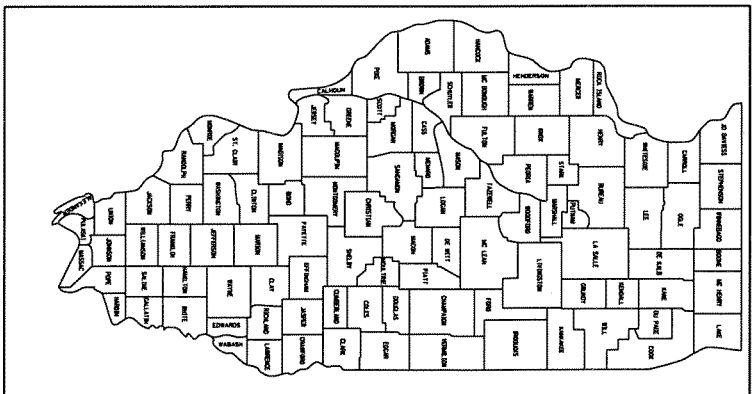 ADAMS
HANCOCK
PIKE
BROWN
SCHUYLER
MC DONOUGH
HENDERSON
WARREN
MERCER
ROCK ISLAND
CALHOUN
JERSEY
GREENE
SCOTT
MORGAN
CASS
MENARD
MASON
FULTON
KNOX
HENRY
WHITESIDE
CARROLL
JO DAVIESS
MONROE
ST. CLAIR
MADISON
MACOUPIN
SANGAMON
LOGAN
TAZEWELL
PEORIA
STARK
BUREAU
PUTNAM
MARSHALL
WOODFORD
LEE
OGLE
STEPHENSON
WINNEBAGO
RANDOLPH
WASHINGTON
CLINTON
BOND
MONTGOMERY
CHRISTIAN
ALEXANDER
PULASKI
MASSAC
UNION
JOHNSON
POPE
JACKSON
PERRY
WILLIAMSON
FRANKLIN
JEFFERSON
MARION
FAYETTE
SHELBY
MACON
DE WITT
MC LEAN
LIVINGSTON
LA SALLE
DE KALB
BOONE
MC HENRY
LAKE
SALINE
HAMILTON
HARDIN
GALLATIN
WHITE
WAYNE
CLAY
EFFINGHAM
MOULTRIE
PIATT
EDWARDS
WABASH
RICHLAND
LAWRENCE
JASPER
CRAWFORD
CUMBERLAND
CLARK
COLES
DOUGLAS
EDGAR
CHAMPAIGN
VERMILION
FORD
IROQUOIS
KANKAKEE
GRUNDY
KENDALL
KANE
WILL
DU PAGE
COOK